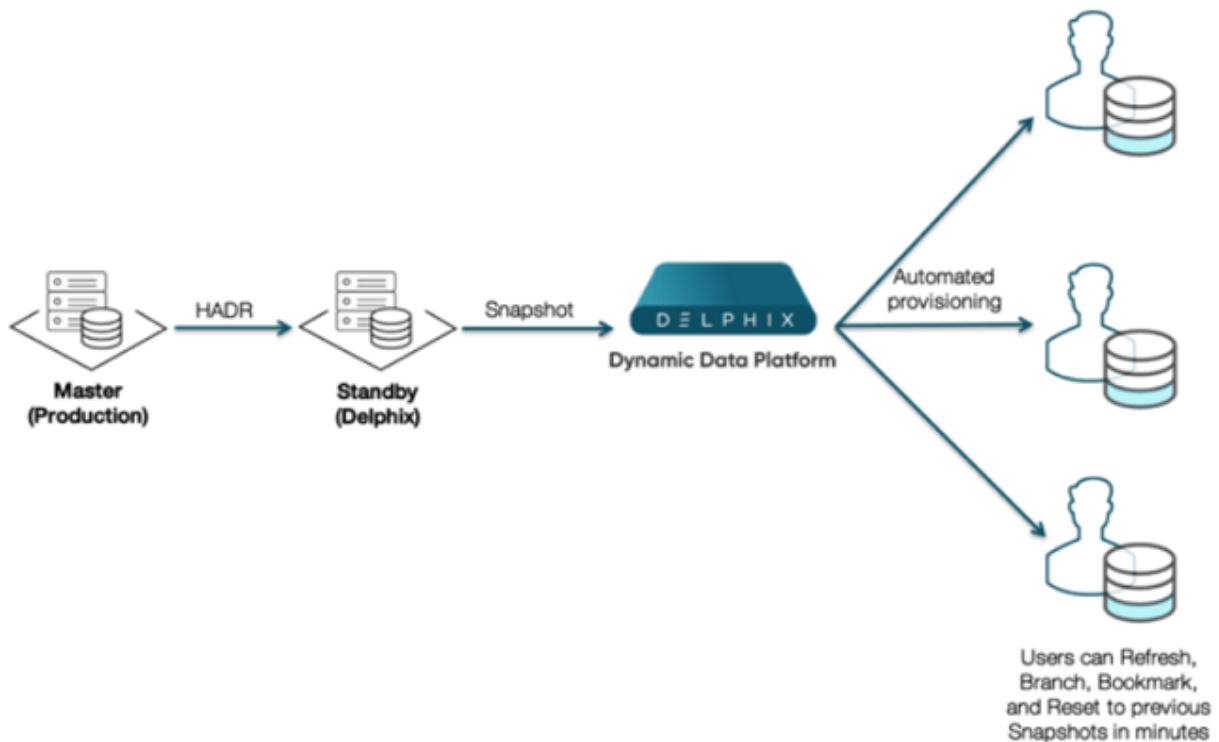 HADR
Snapshot
Automated
provisioning
DELPHIX
Dynamic Data Platform
Master
(Production)
Standby
(Delphix)
Users can Refresh,
Branch, Bookmark,
and Reset to previous
Snapshots in minutes